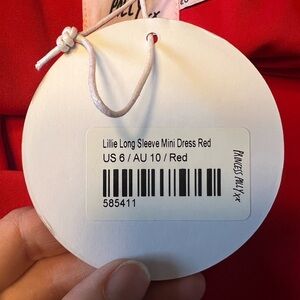 Lillie Long Sleeve Mini Dress Red
US 6 / AU 10 / Red
585411
PRINCESS POLLY xx